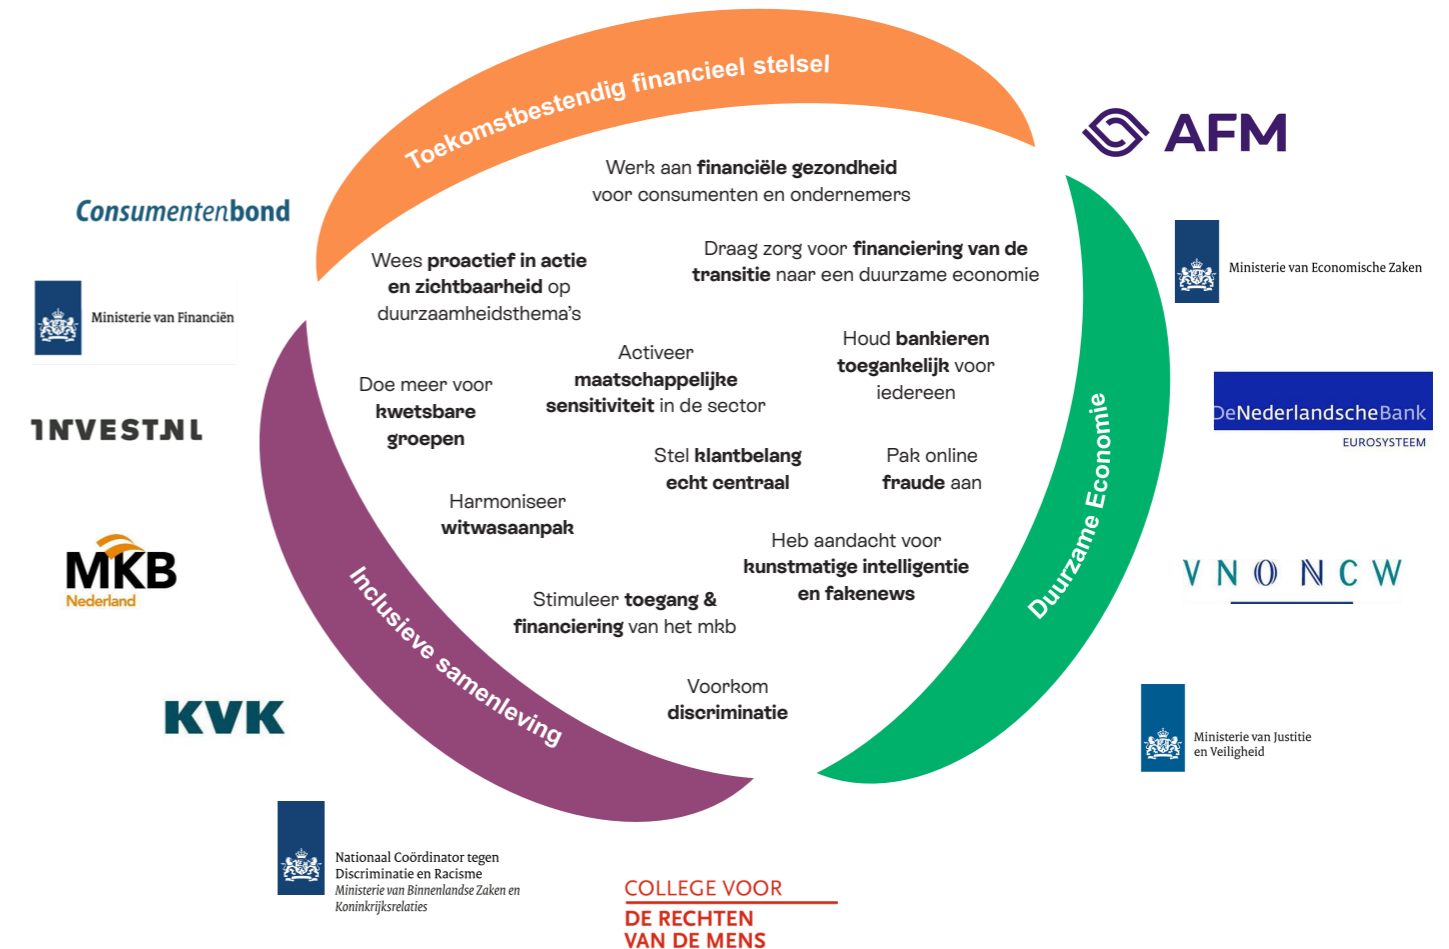 Toekomstbestendig financieel stelsel
AFM
Werk aan financiële gezondheid
voor consumenten en ondernemers
Consumentenbond
Wees proactief in actie
en zichtbaarheid op
duurzaamheidsthema's
Draag zorg voor financiering van de
transitie naar een duurzame economie
Ministerie van Economische Zaken
Ministerie van Financiën
Activeer
maatschappelijke
sensitiviteit in de sector
Houd bankieren
toegankelijk voor
iedereen
Doe meer voor
kwetsbare
groepen
INVEST.NL
DeNederlandscheBank
EUROSYSTEEM
Stel klantbelang
echt centraal
Pak online
fraude aan
Duurzame Economie
Harmoniseer
witwasaanpak
Heb aandacht voor
kunstmatige intelligentie
en fakenews
MKB
Nederland
VNO NCW
Stimuleer toegang &
financiering van het mkb
Inclusieve samenleving
Voorkom
discriminatie
KVK
Ministerie van Justitie
en Veiligheid
Nationaal Coördinator tegen
Discriminatie en Racisme
Ministerie van Binnenlandse Zaken en
Koninkrijksrelaties
COLLEGE VOOR
DE RECHTEN
VAN DE MENS